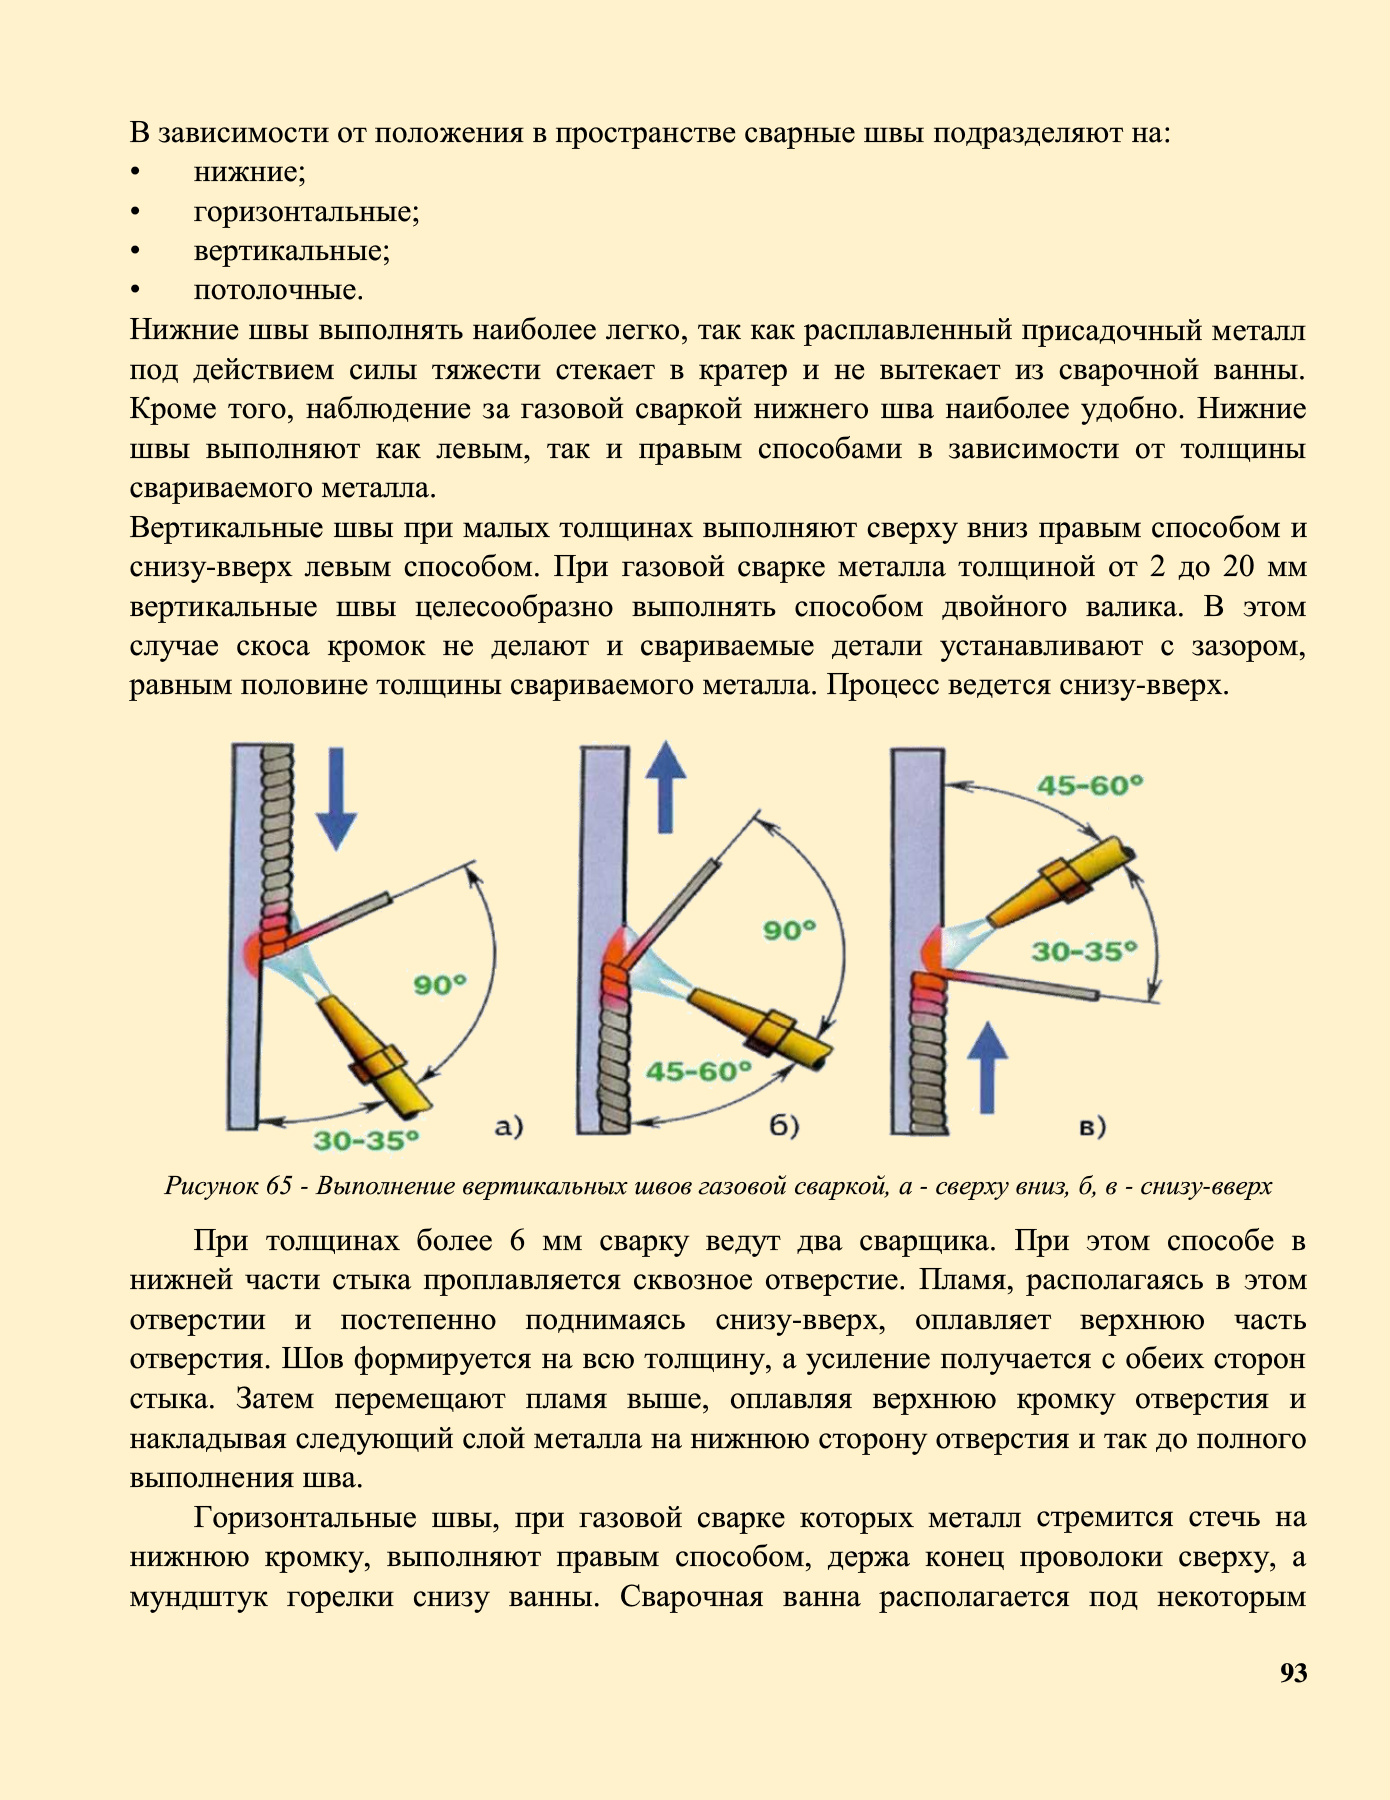 В зависимости от положения в пространстве сварные швы подразделяют на:
• нижние;
• горизонтальные;
• вертикальные;
• потолочные.
Нижние швы выполнять наиболее легко, так как расплавленный присадочный металл
под действием силы тяжести стекает в кратер и не вытекает из сварочной ванны.
Кроме того, наблюдение за газовой сваркой нижнего шва наиболее удобно. Нижние
швы выполняют как левым, так и правым способами в зависимости от толщины
свариваемого металла.
Вертикальные швы при малых толщинах выполняют сверху вниз правым способом и
снизу-вверх левым способом. При газовой сварке металла толщиной от 2 до 20 мм
вертикальные швы целесообразно выполнять способом двойного валика. В этом
случае скоса кромок не делают и свариваемые детали устанавливают с зазором,
равным половине толщины свариваемого металла. Процесс ведется снизу-вверх.
90°
30-35°
а)
90°
45-60°
б)
45-60°
30-35°
в)
Рисунок 65 - Выполнение вертикальных швов газовой сваркой, а - сверху вниз, б, в - снизу-вверх
При толщинах более 6 мм сварку ведут два сварщика. При этом способе в
нижней части стыка проплавляется сквозное отверстие. Пламя, располагаясь в этом
отверстии и постепенно поднимаясь снизу-вверх, оплавляет верхнюю часть
отверстия. Шов формируется на всю толщину, а усиление получается с обеих сторон
стыка. Затем перемещают пламя выше, оплавляя верхнюю кромку отверстия и
накладывая следующий слой металла на нижнюю сторону отверстия и так до полного
выполнения шва.
Горизонтальные швы, при газовой сварке которых металл стремится стечь на
нижнюю кромку, выполняют правым способом, держа конец проволоки сверху, а
мундштук горелки снизу ванны. Сварочная ванна располагается под некоторым
93